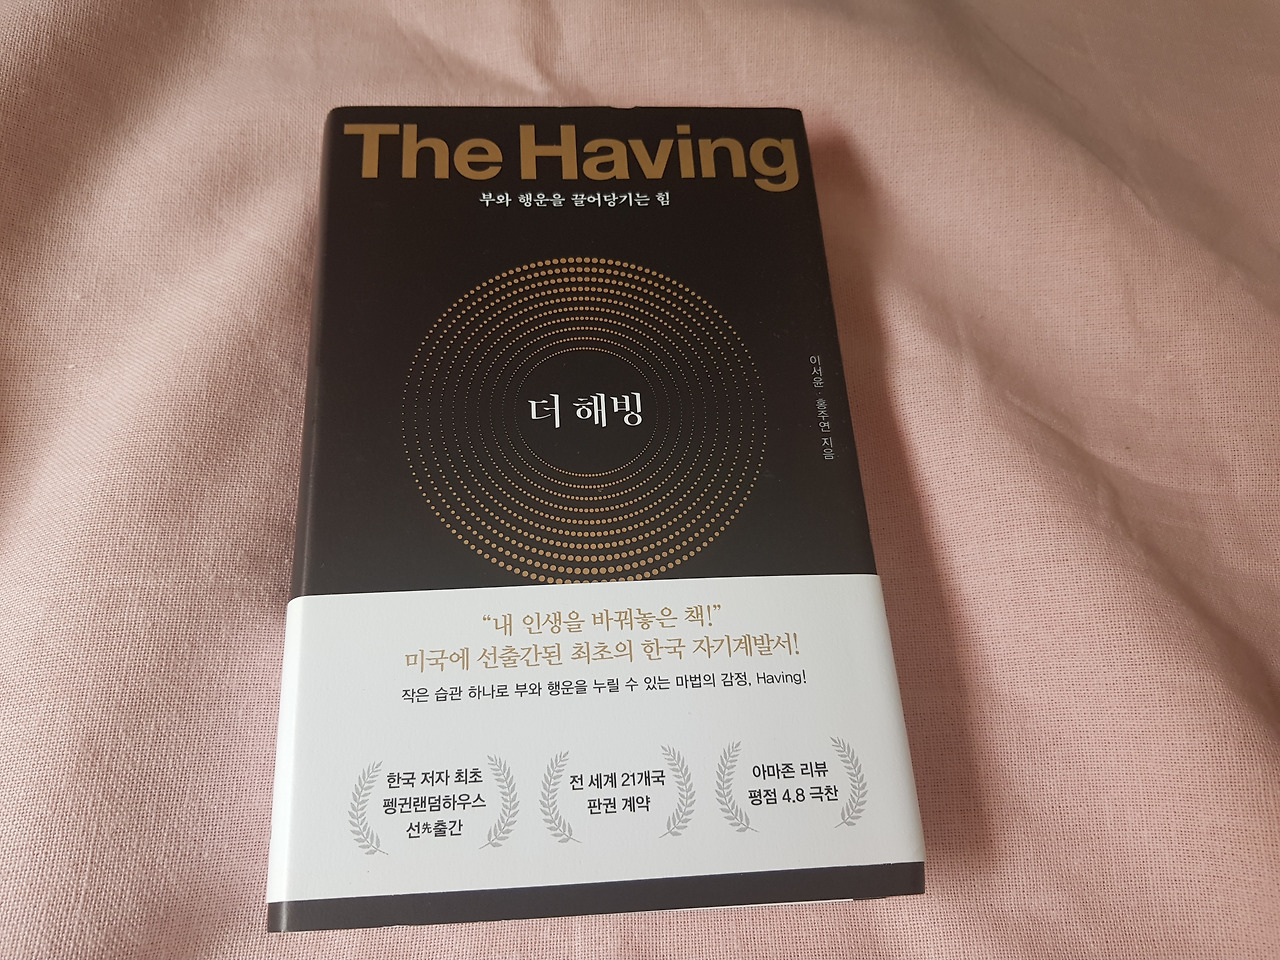 The Having
부와 행운을 끌어당기는 힘
더 해빙
이서윤·홍주연 지음
“내 인생을 바꿔놓은 책!”
미국에 선출간된 최초의 한국 자기계발서!
작은 습관 하나로 부와 행운을 누릴 수 있는 마법의 감정, Having!
한국 저자 최초
펭귄랜덤하우스
선先출간
전 세계 21개국
판권 계약
아마존 리뷰
평점 4.8 극찬